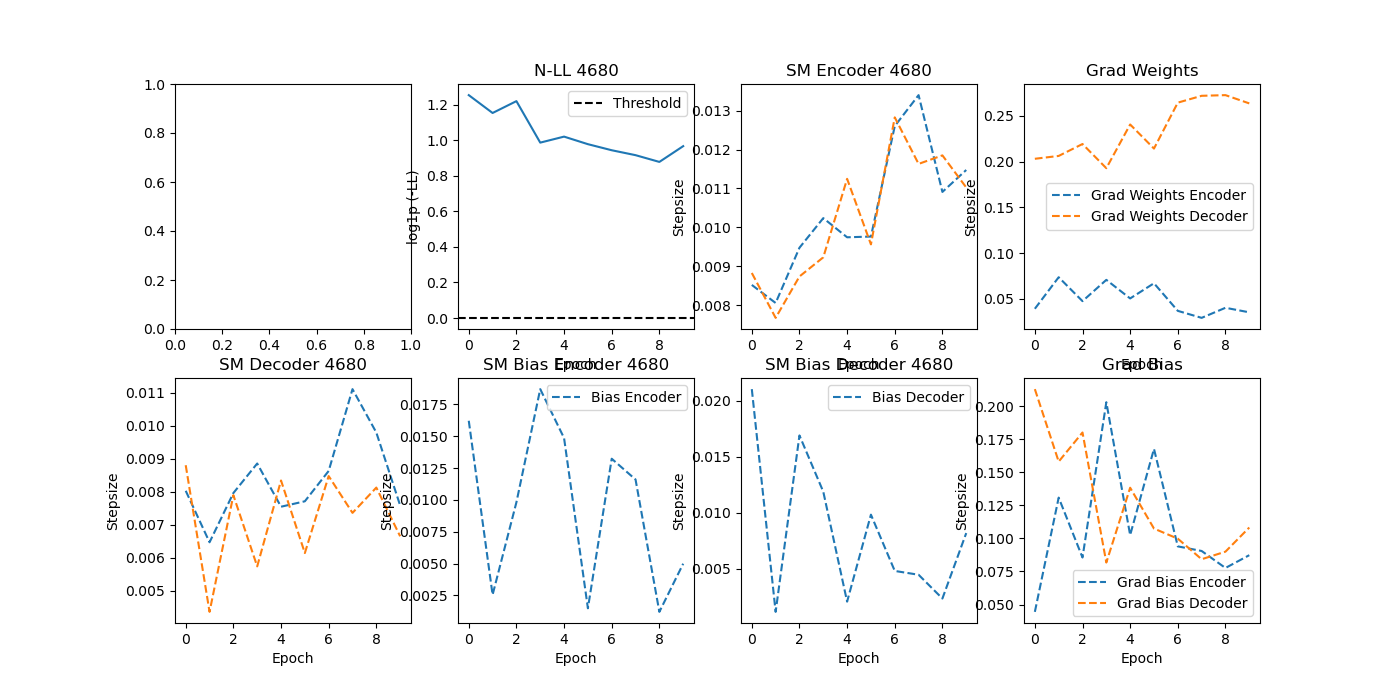 N-LL 4680
SM Encoder 4680
Grad Weights
1.0
0.8
0.6
0.4
0.2
0.0
0.0 0.2 0.4 0.6 0.8 1.0
log1p (-LL)
1.2
1.0
0.8
0.6
0.4
0.2
0.0
Threshold
0 2 4 6 8
Epoch
Stepsize
0.013
0.012
0.011
0.010
0.009
0.008
0 2 4 6 8
Epoch
Stepsize
0.25
0.20
0.15
0.10
0.05
Grad Weights Encoder
Grad Weights Decoder
0 2 4 6 8
Epoch
SM Decoder 4680
SM Bias Encoder 4680
SM Bias Decoder 4680
Grad Bias
Stepsize
0.011
0.010
0.009
0.008
0.007
0.006
0.005
0 2 4 6 8
Epoch
Stepsize
0.0175
0.0150
0.0125
0.0100
0.0075
0.0050
0.0025
Bias Encoder
0 2 4 6 8
Epoch
Stepsize
0.020
0.015
0.010
0.005
Bias Decoder
0 2 4 6 8
Epoch
Stepsize
0.200
0.175
0.150
0.125
0.100
0.075
0.050
Grad Bias Encoder
Grad Bias Decoder
0 2 4 6 8
Epoch